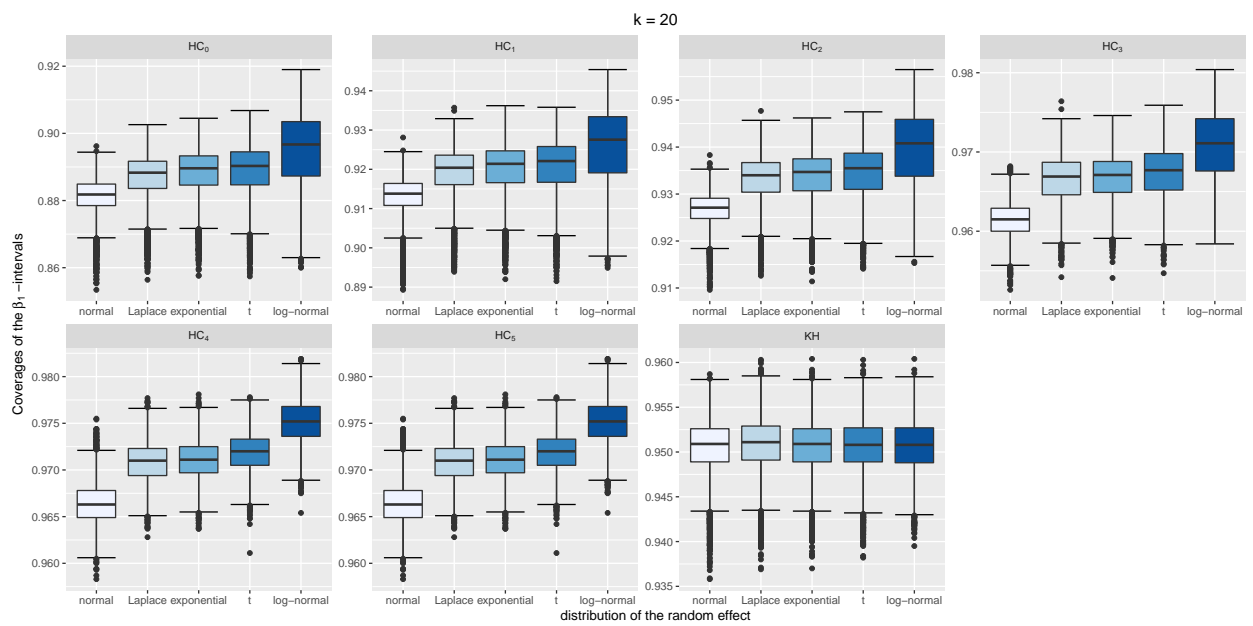 k = 20
Coverages of the β₁ −intervals
HC₀
0.92
0.90
0.88
0.86
normal Laplace exponential t log−normal
HC₁
0.94
0.93
0.92
0.91
0.90
0.89
normal Laplace exponential t log−normal
HC₂
0.95
0.94
0.93
0.92
0.91
normal Laplace exponential t log−normal
HC₃
0.98
0.97
0.96
normal Laplace exponential t log−normal
HC₄
0.980
0.975
0.970
0.965
0.960
normal Laplace exponential t log−normal
HC₅
0.980
0.975
0.970
0.965
0.960
normal Laplace exponential t log−normal
KH
0.960
0.955
0.950
0.945
0.940
0.935
normal Laplace exponential t log−normal
distribution of the random effect